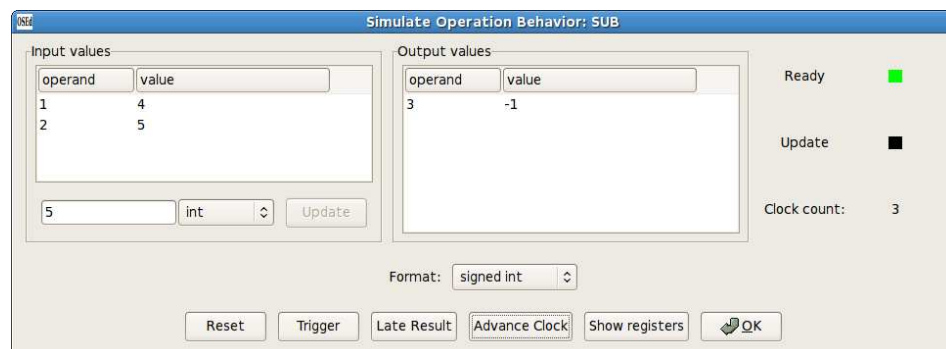 OSEd
Simulate Operation Behavior: SUB
Input values
operand value
1 4
2 5
5 int Update
Output values
operand value
3 -1
Ready
Update
Clock count: 3
Format: signed int
Reset Trigger Late Result Advance Clock Show registers OK